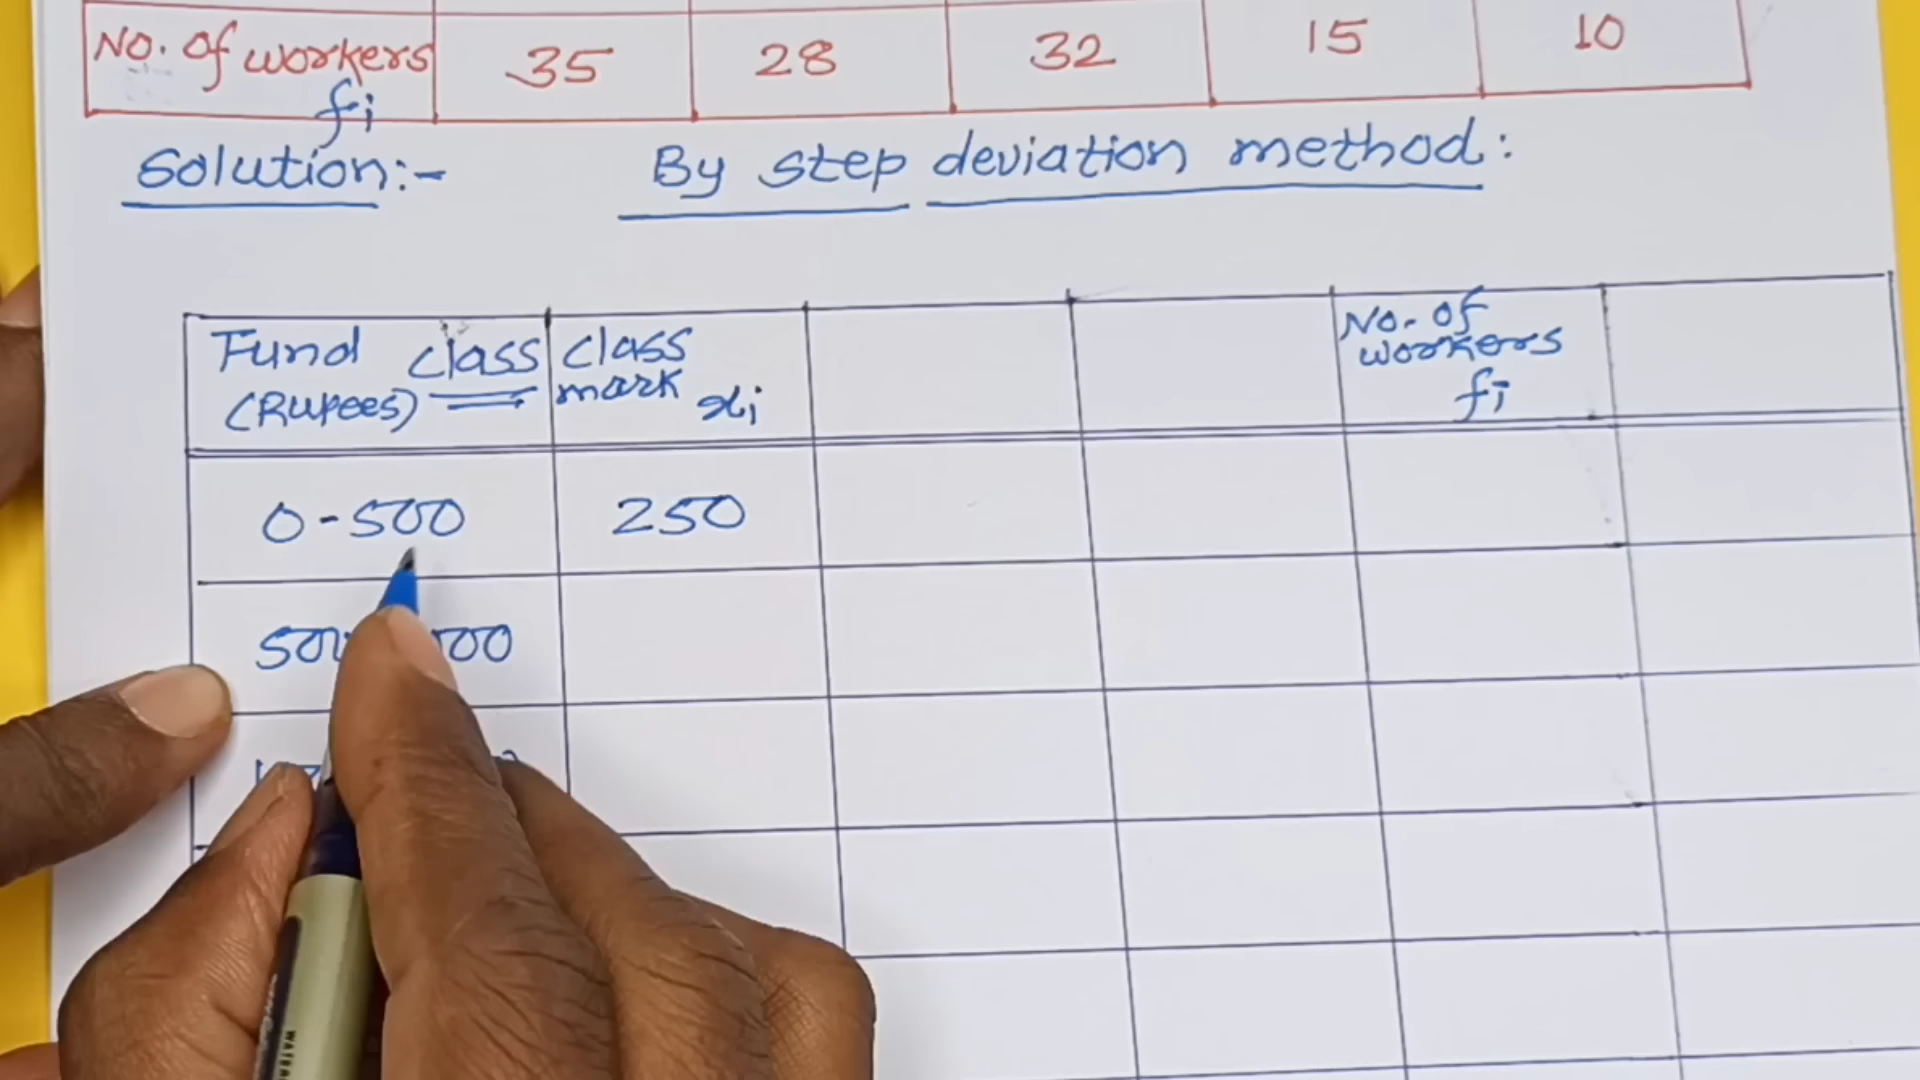 No. of workers 35 28 32 15 10
fi
Solution:- By step deviation method:
Fund class
(Rupees)
class
mark xi
No. of
workers
fi
0-500 250